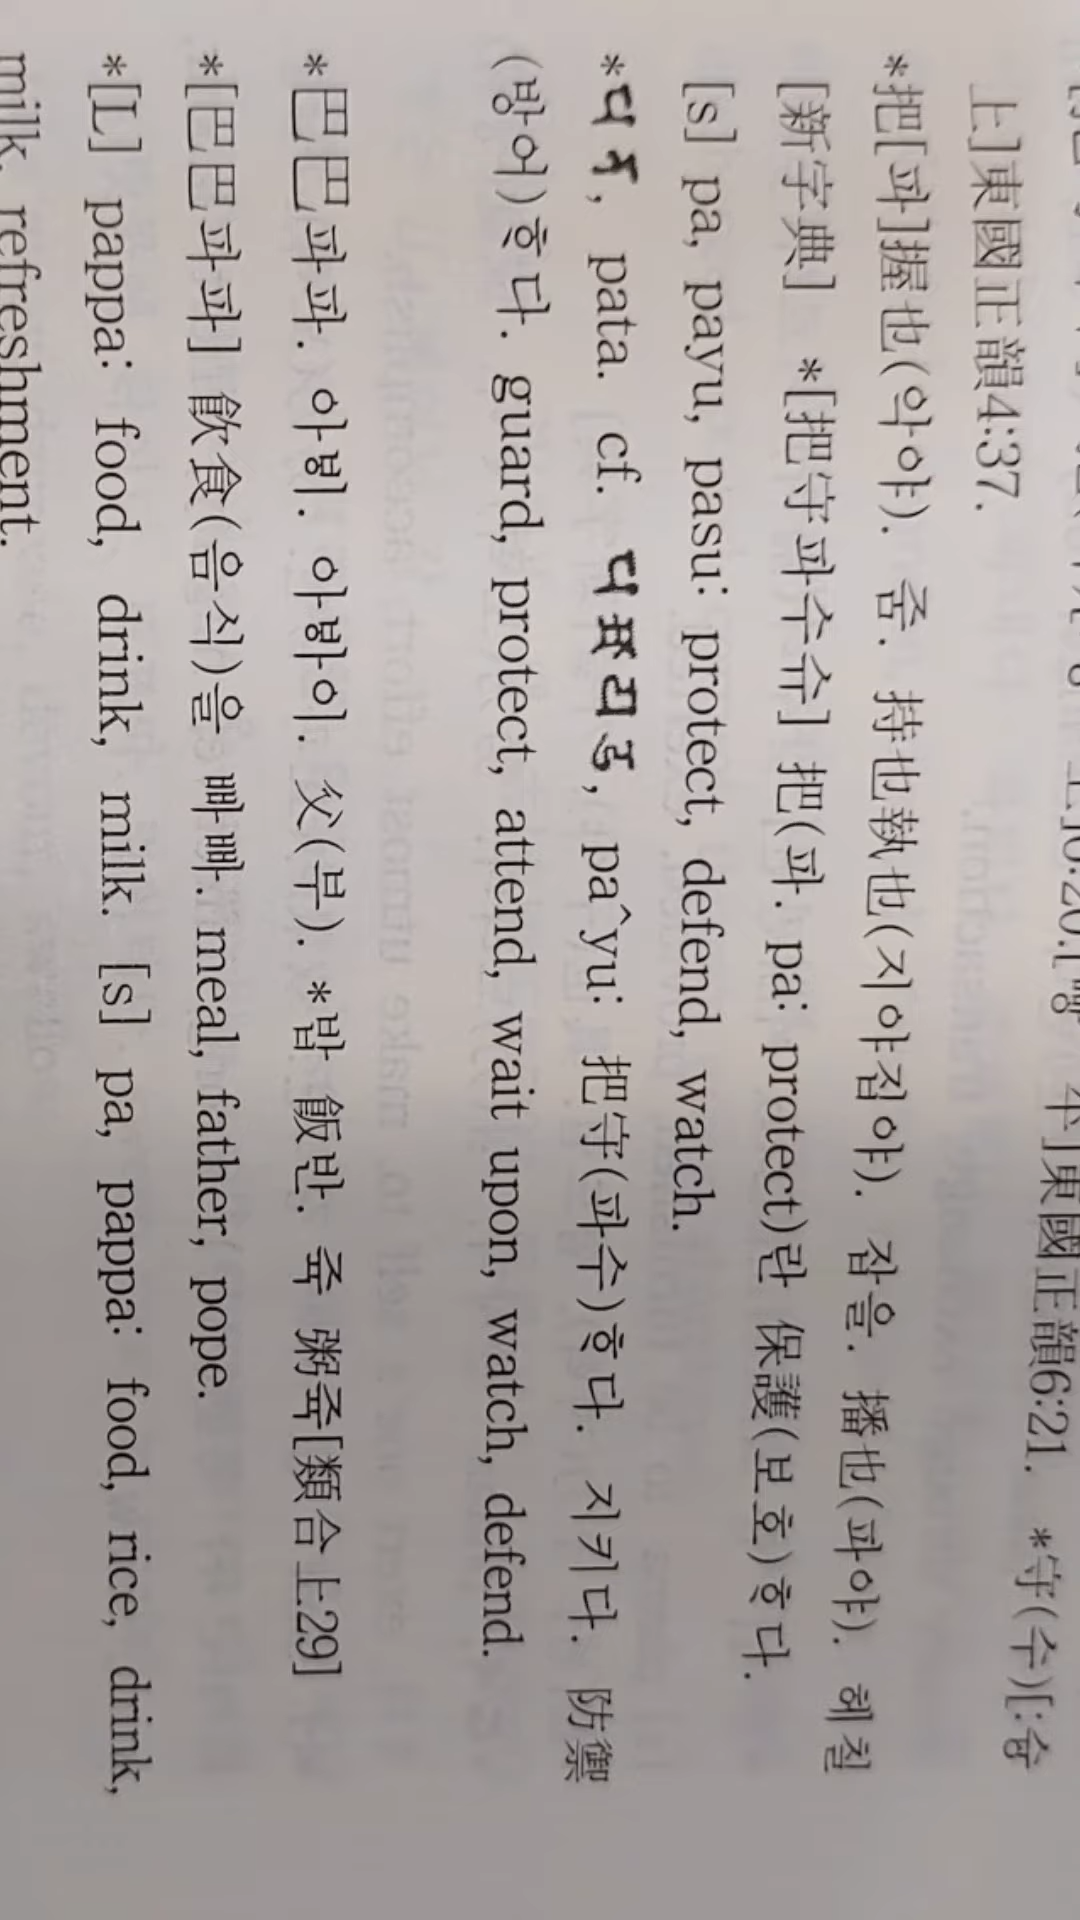 上]東國正韻4:37.
*把[파]握也(악야). 줌. 持也執也(지야집야). 잡을. 播也(파야). 헤칠
[新字典] *[把守파수슈] 把(파. pa: protect)란 保護(보호)ᄒᆞ다.
[s] pa, payu, pasu: protect, defend, watch.
*, pata. cf. , pa^yu: 把守(파수)ᄒᆞ다. 지키다. 防禦
(방어)ᄒᆞ다. guard, protect, attend, wait upon, watch, defend.
*巴巴파파. 아비. 아바이. 父(부). *밥 飯반. 쥭 粥쥭[類合上29]
*[巴巴파파] 飮食(음식)을 빠빠. meal, father, pope.
*[L] pappa: food, drink, milk. [s] pa, pappa: food, rice, drink,
milk, refreshment.